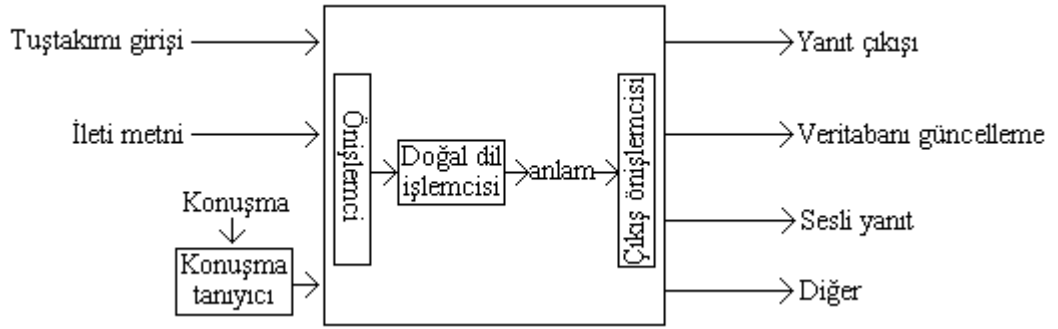 Tuştakımı girişi
İleti metni
Konuşma
Konuşma
tanıyıcı
Önişlemci
Doğal dil
işlemcisi
anlam
Çıkış önişlemcisi
Yanıt çıkışı
Veritabanı güncelleme
Sesli yanıt
Diğer